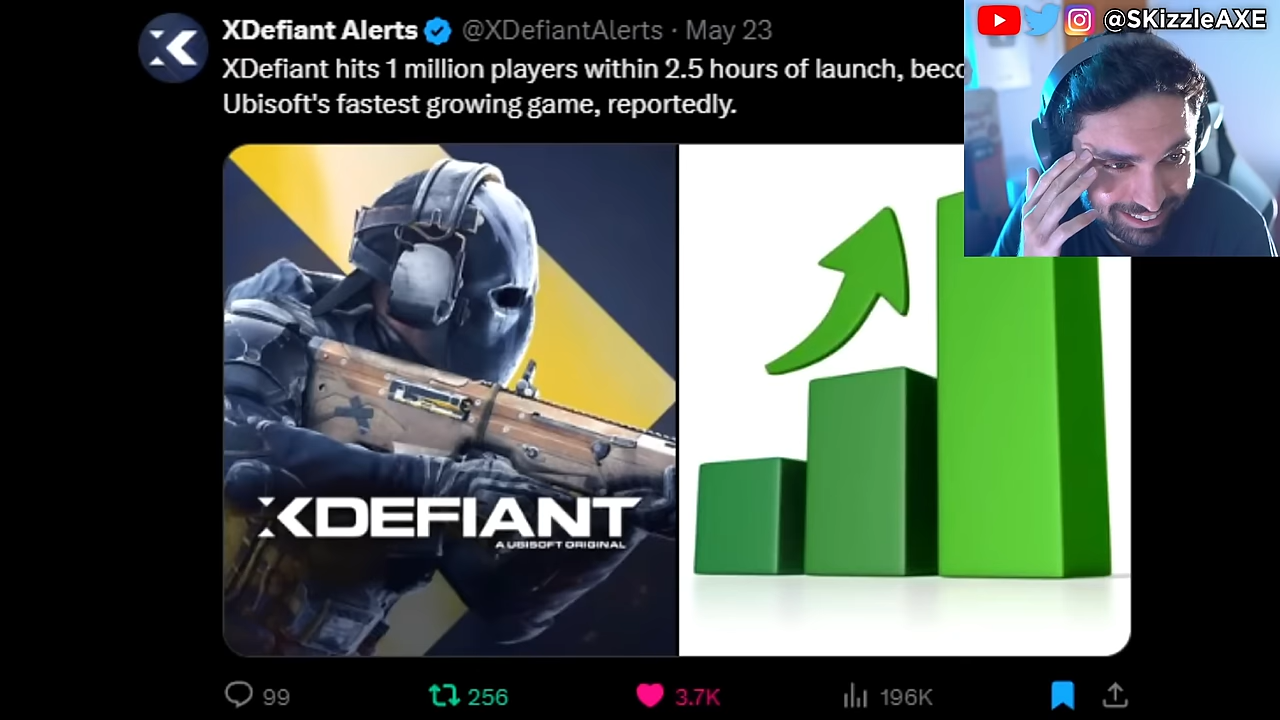 XDefiant Alerts @XDefiantAlerts · May 23
@SKizzleAXE
XDefiant hits 1 million players within 2.5 hours of launch,
Ubisoft's fastest growing game, reportedly.
XDEFIANT
A UBISOFT ORIGINAL
99 256 3.7K 196K